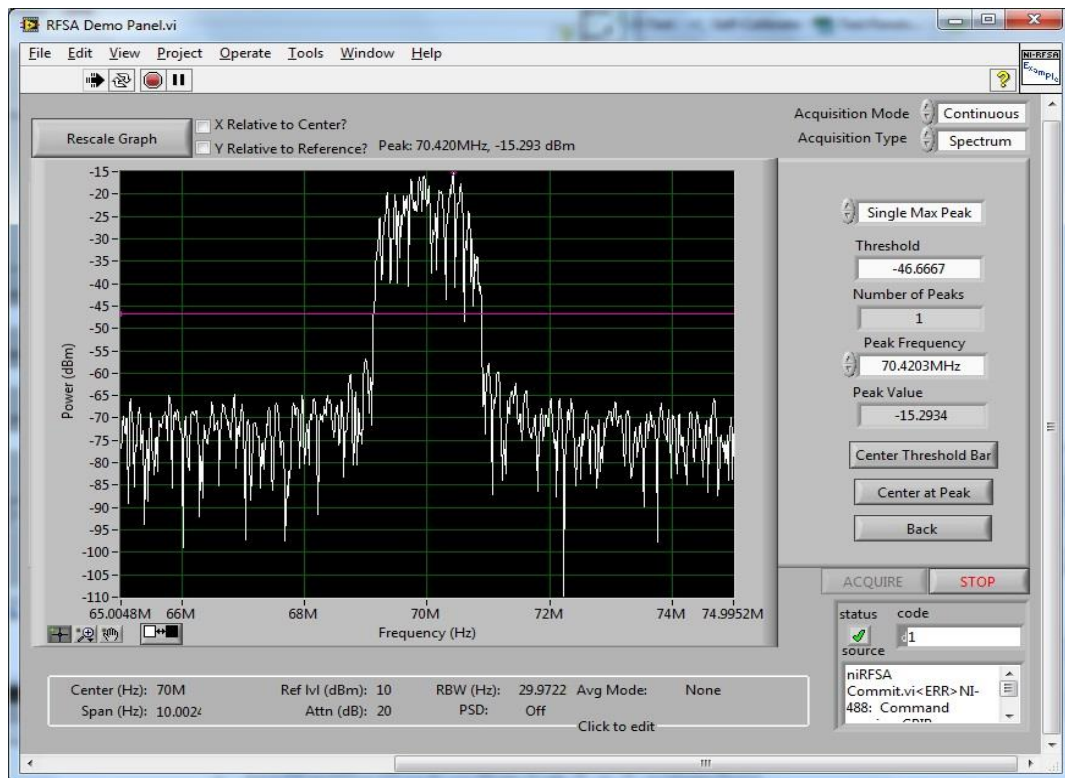 RFSA Demo Panel.vi
File Edit View Project Operate Tools Window Help
NI-RFSA
Example
Acquisition Mode Continuous
Acquisition Type Spectrum
Rescale Graph
X Relative to Center?
Y Relative to Reference? Peak: 70.420MHz, -15.293 dBm
-15
-20
-25
-30
-35
-40
-45
-50
-55
-60
-65
-70
-75
-80
-85
-90
-95
-100
-105
-110
Power (dBm)
65.0048M 66M 68M 70M 72M 74M 74.9952M
Frequency (Hz)
Single Max Peak
Threshold
-46.6667
Number of Peaks
1
Peak Frequency
70.4203MHz
Peak Value
-15.2934
Center Threshold Bar
Center at Peak
Back
ACQUIRE STOP
status code
1
source
niRFSA
Commit.vi<ERR>NI-
488: Command
Center (Hz): 70M Ref lvl (dBm): 10 RBW (Hz): 29.9722 Avg Mode: None
Span (Hz): 10.0024 Attn (dB): 20 PSD: Off
Click to edit